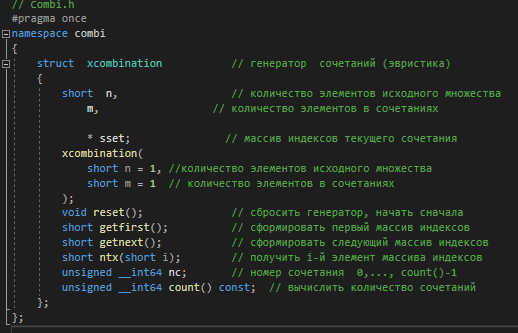 // Combi.h
#pragma once
namespace combi
{
struct xcombination // генератор сочетаний (эвристика)
{
short n, // количество элементов исходного множества
m, // количество элементов в сочетаниях
* sset; // массив индексов текущего сочетания
xcombination(
short n = 1, //количество элементов исходного множества
short m = 1 // количество элементов в сочетаниях
);
void reset(); // сбросить генератор, начать сначала
short getfirst(); // сформировать первый массив индексов
short getnext(); // сформировать следующий массив индексов
short ntx(short i); // получить i-й элемент массива индексов
unsigned __int64 nc; // номер сочетания 0,..., count()-1
unsigned __int64 count() const; // вычислить количество сочетаний
};
};